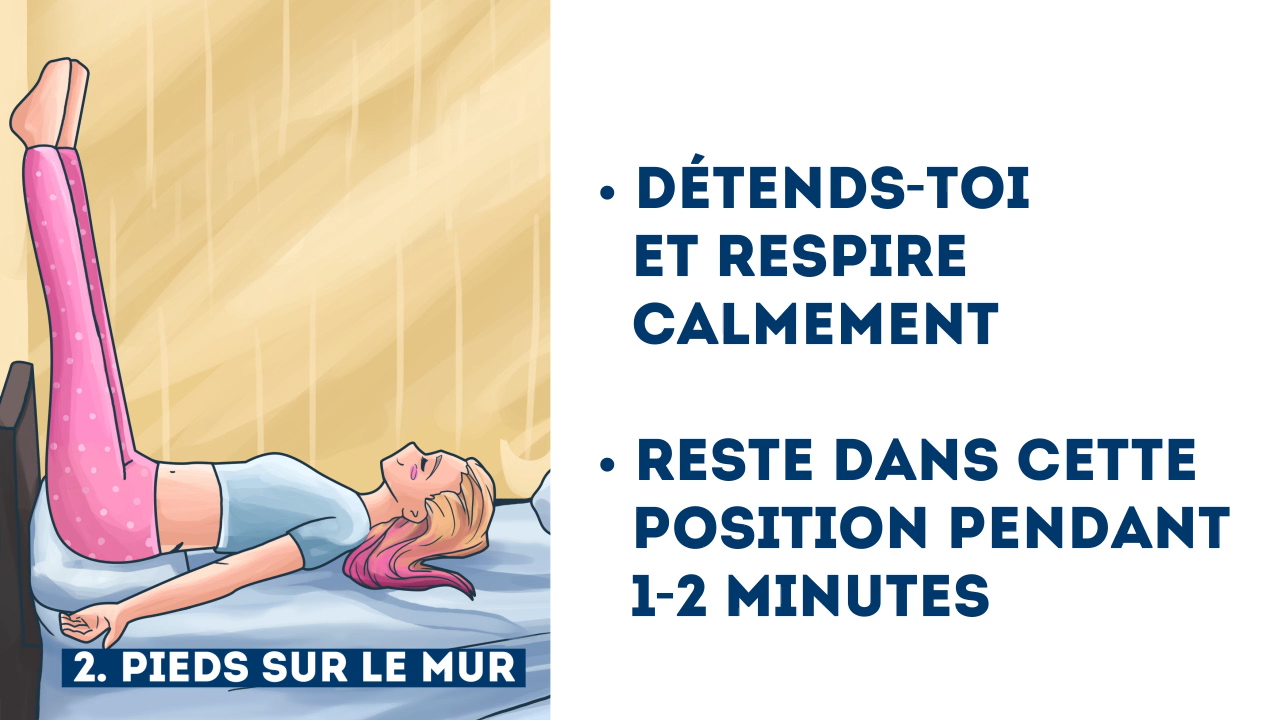 • DÉTENDS-TOI
ET RESPIRE
CALMEMENT
• RESTE DANS CETTE
POSITION PENDANT
1-2 MINUTES
2. PIEDS SUR LE MUR